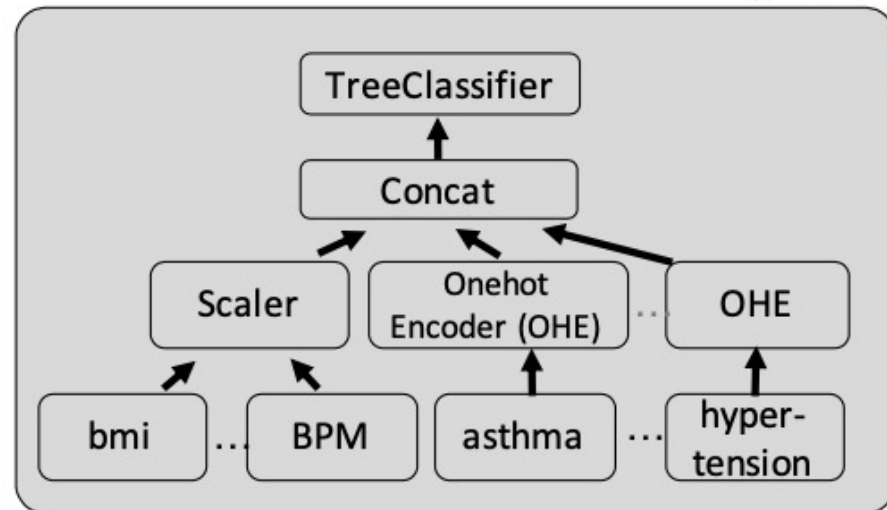 TreeClassifier
Concat
Scaler
Onehot
Encoder (OHE)
...
OHE
bmi
...
BPM
asthma
...
hyper-
tension